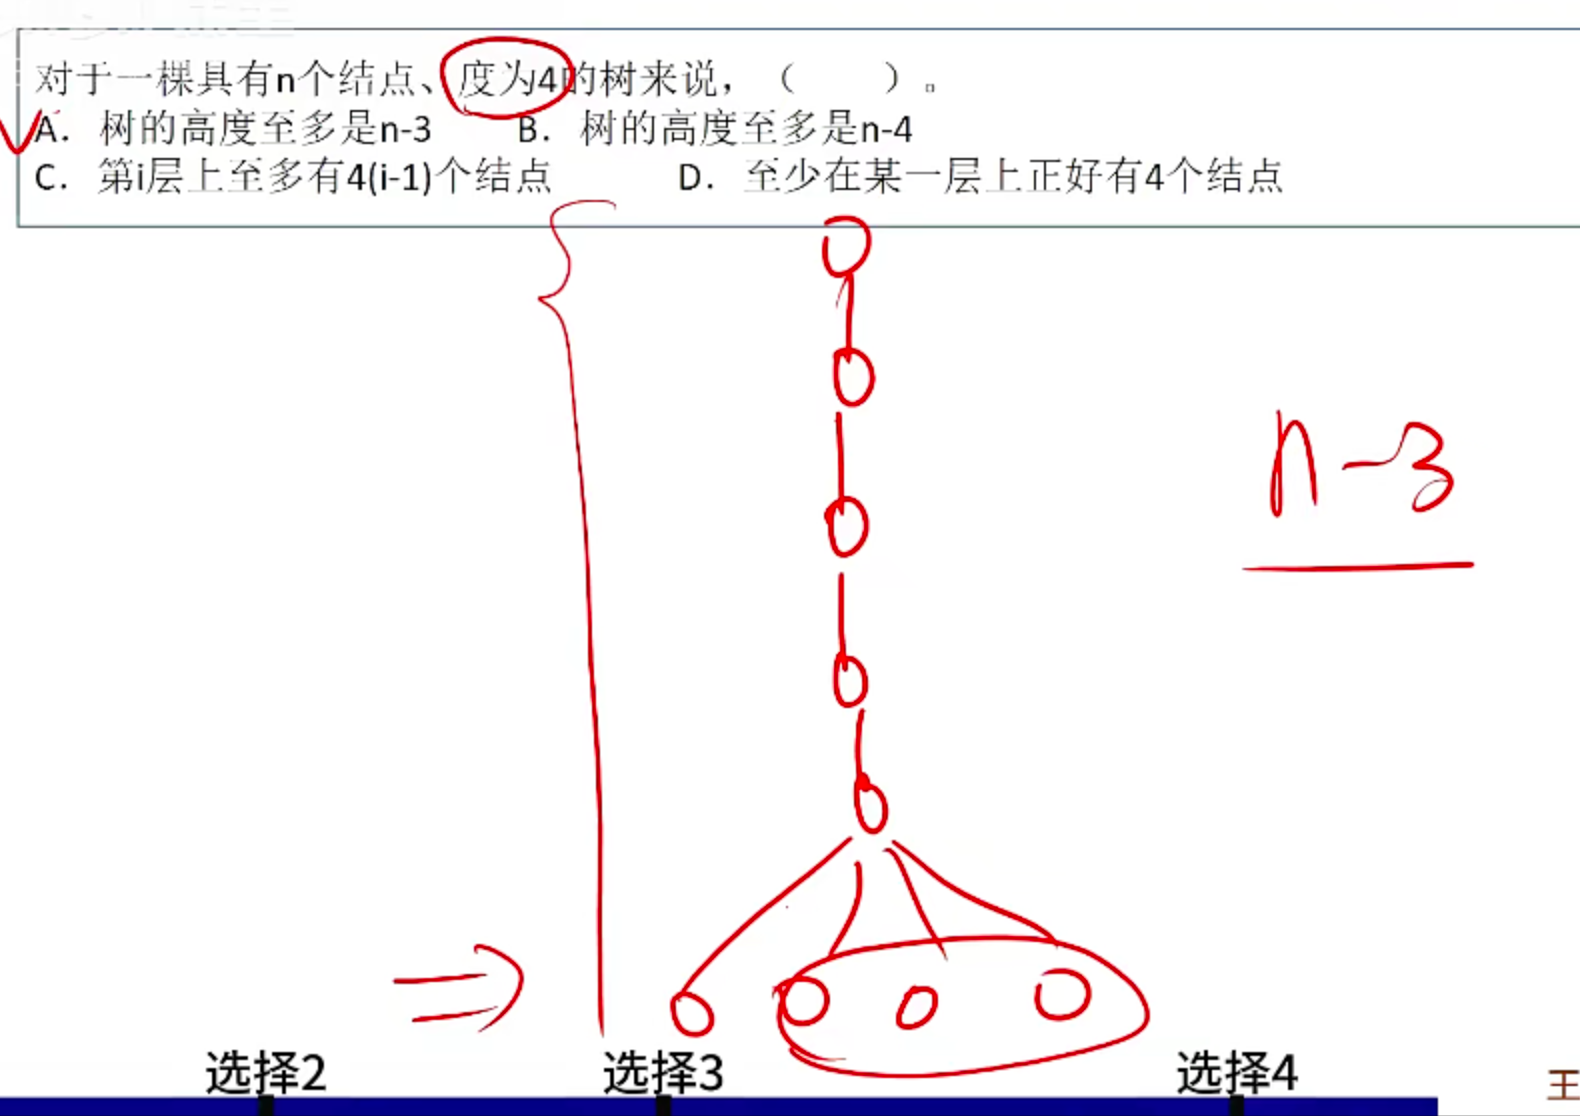 对于一棵具有n个结点、度为4的树来说，（　　）。
A．树的高度至多是n-3　　B．树的高度至多是n-4
C．第i层上至多有4(i-1)个结点　　D．至少在某一层上正好有4个结点
n-3
选择2　选择3　选择4
王